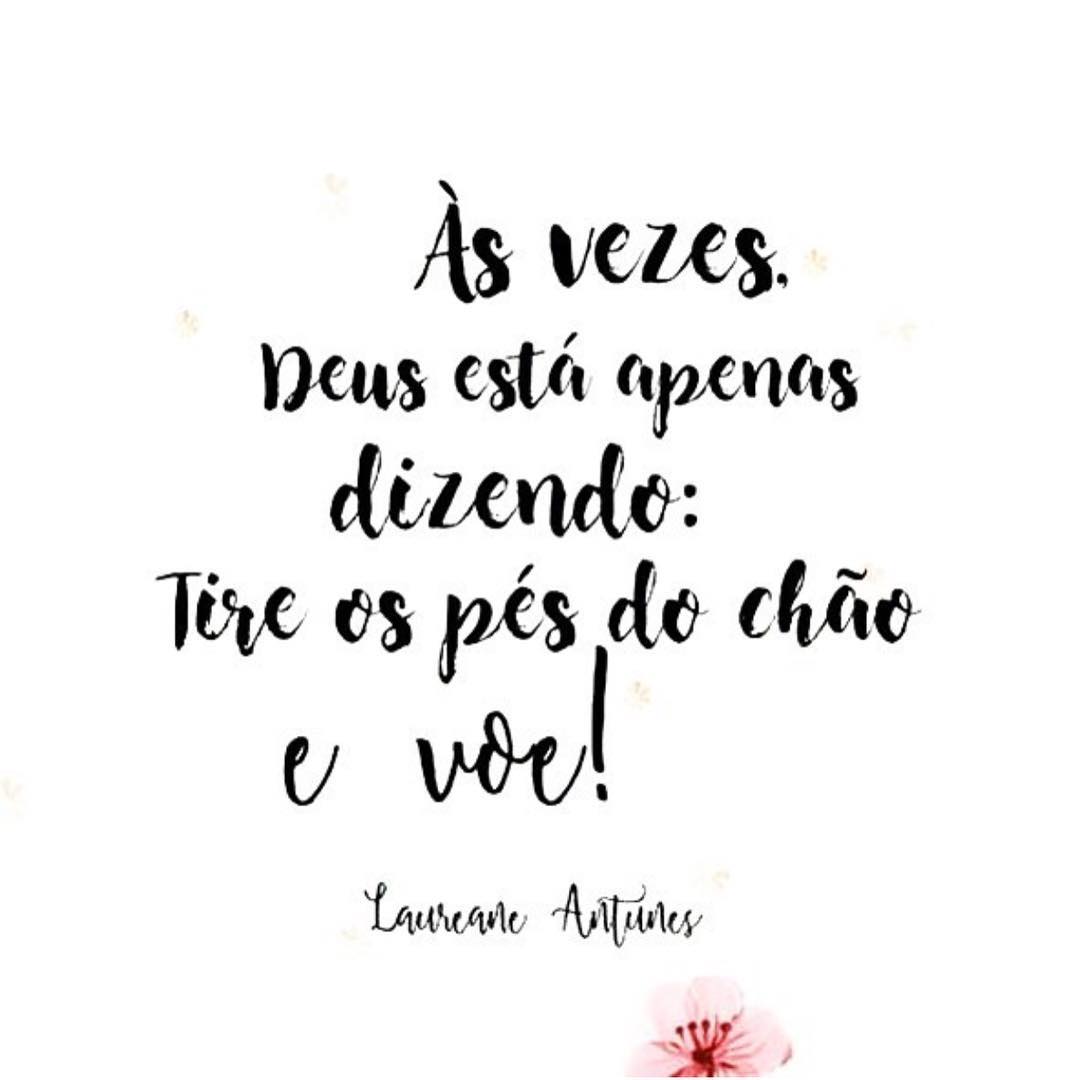 Às vezes,
Deus está apenas
dizendo:
Tire os pés do chão
e voe!
Laureane Antunes